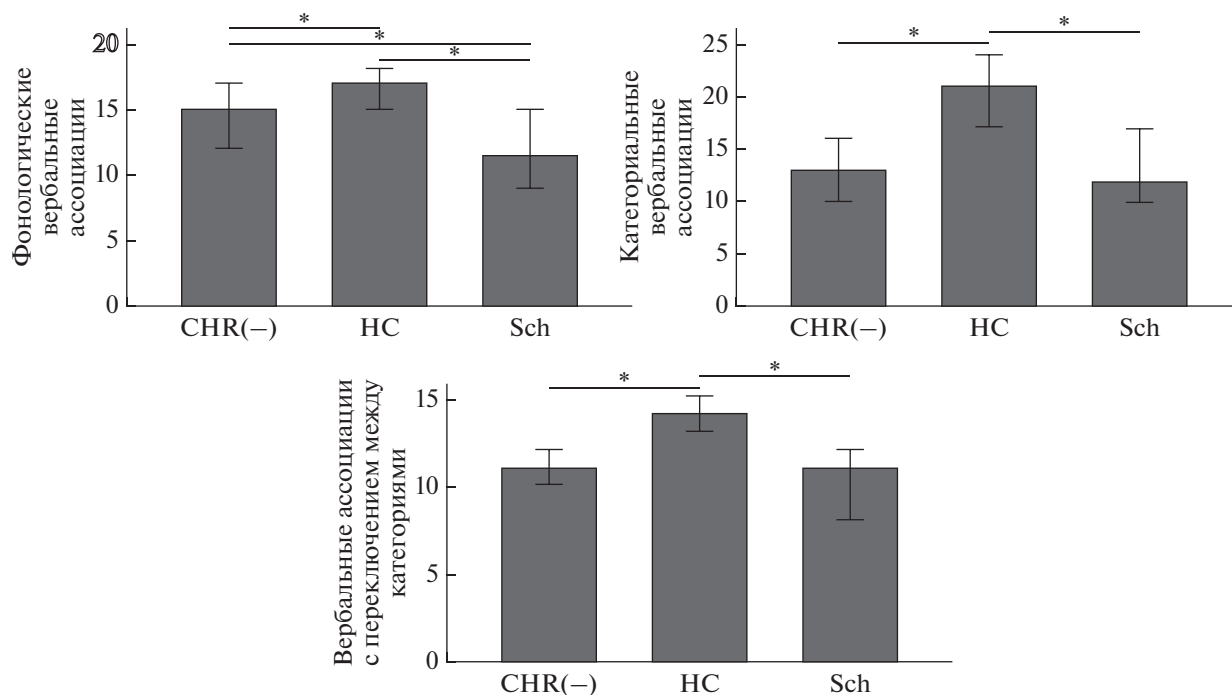 Фонологические
вербальные
ассоциации
*
*
*
20
15
10
5
0
CHR(−)
HC
Sch
Категориальные
вербальные
ассоциации
*
*
25
20
15
10
5
0
CHR(−)
HC
Sch
Вербальные ассоциации
с переключением между
категориями
*
*
15
10
5
0
CHR(−)
HC
Sch